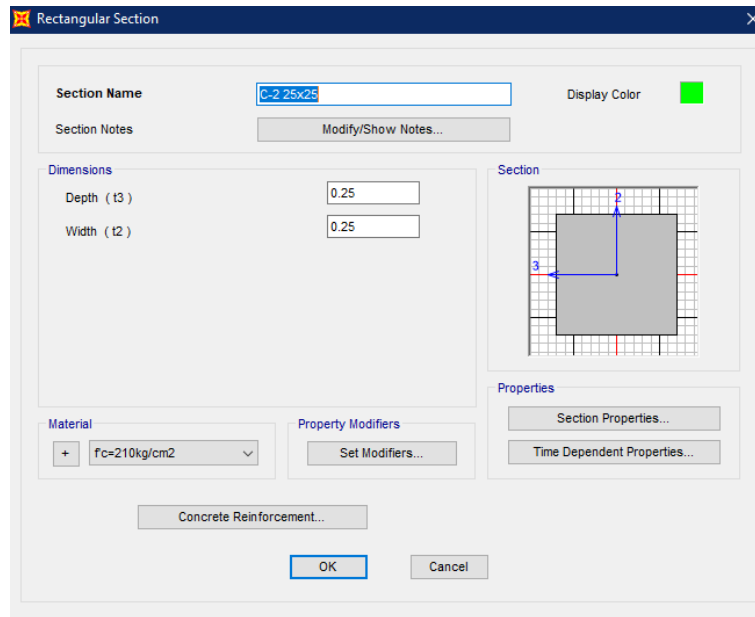 Rectangular Section
Section Name
C-2 25x25
Display Color
Section Notes
Modify/Show Notes...
Dimensions
Depth ( t3 )
0.25
Width ( t2 )
0.25
Section
2
3
Properties
Section Properties...
Time Dependent Properties...
Material
+
f'c=210kg/cm2
Property Modifiers
Set Modifiers...
Concrete Reinforcement...
OK
Cancel